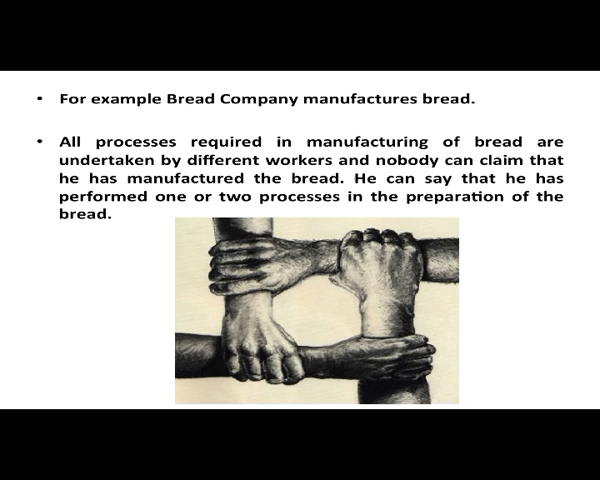 • For example Bread Company manufactures bread.
• All processes required in manufacturing of bread are
undertaken by different workers and nobody can claim that
he has manufactured the bread. He can say that he has
performed one or two processes in the preparation of the
bread.